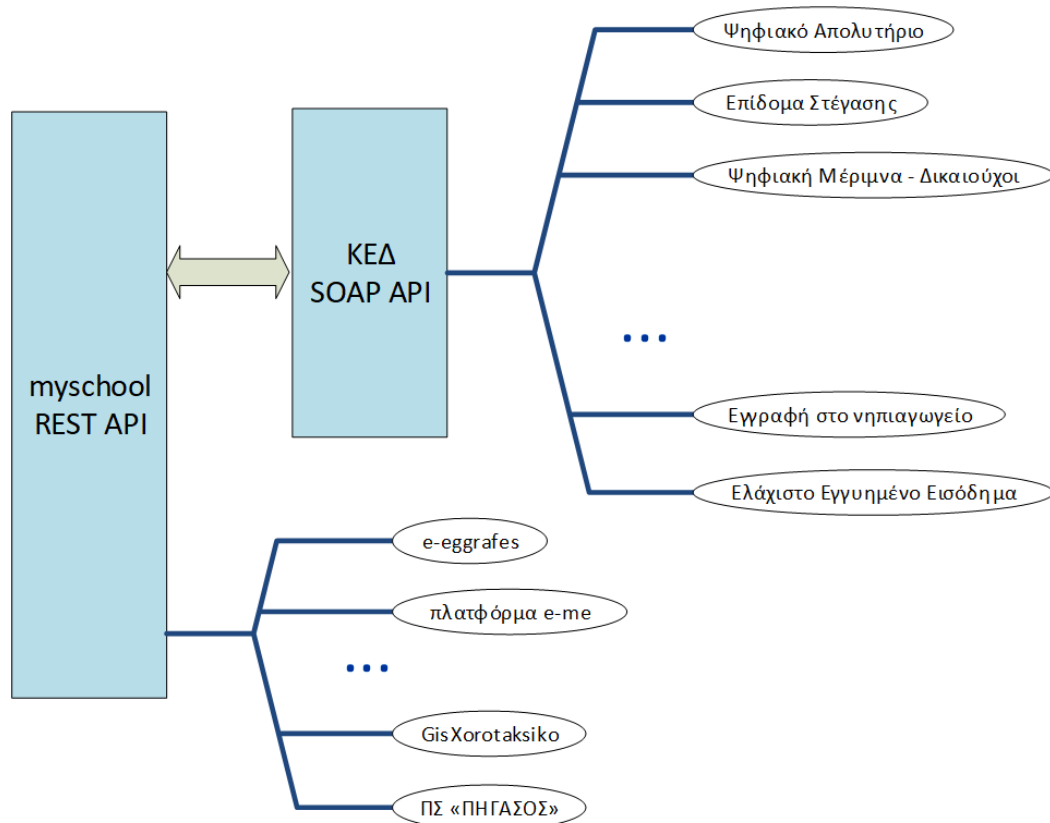 Ψηφιακό Απολυτήριο
Επίδομα Στέγασης
Ψηφιακή Μέριμνα - Δικαιούχοι
ΚΕΔ
SOAP API
...
myschool
REST API
Εγγραφή στο νηπιαγωγείο
Ελάχιστο Εγγυημένο Εισόδημα
e-eggrafes
πλατφόρμα e-me
...
GisXorotaksiko
ΠΣ «ΠΗΓΑΣΟΣ»